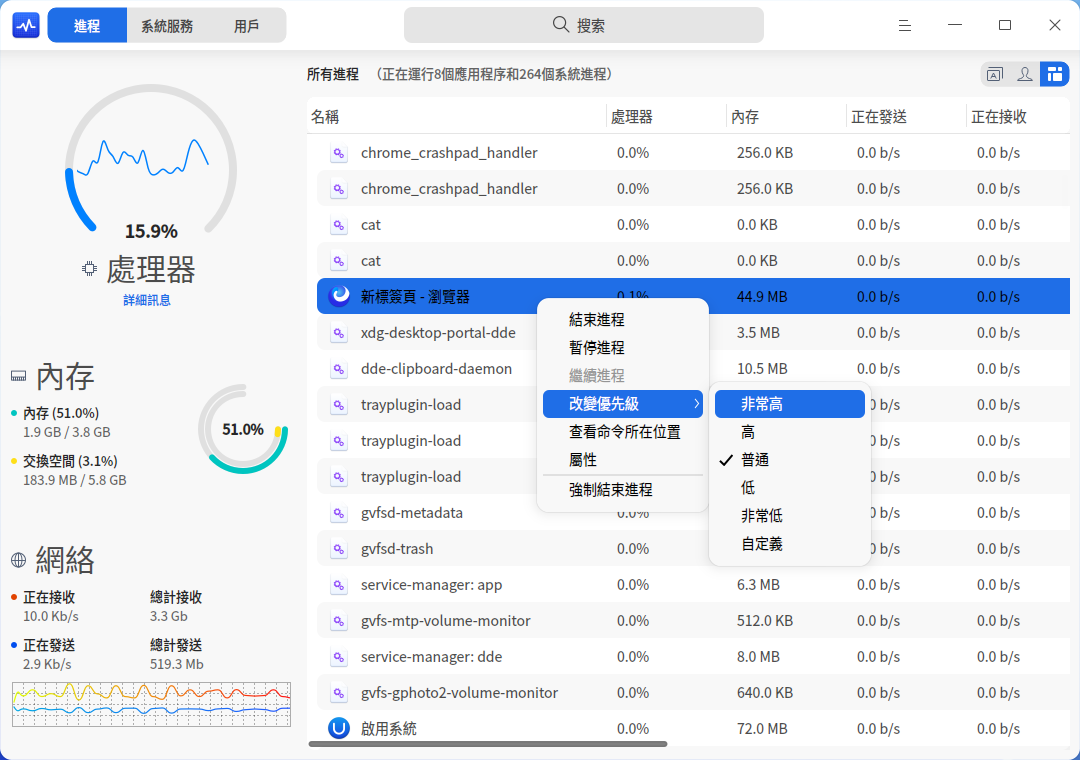 進程 系統服務 用戶 搜索
所有進程 （正在運行8個應用程序和264個系統進程）
15.9%
處理器
詳細訊息
內存
內存 (51.0%)
1.9 GB / 3.8 GB
交換空間 (3.1%)
183.9 MB / 5.8 GB
51.0%
網絡
正在接收 總計接收
10.0 Kb/s 3.3 Gb
正在發送 總計發送
2.9 Kb/s 519.3 Mb
名稱 處理器 內存 正在發送 正在接收
chrome_crashpad_handler 0.0% 256.0 KB 0.0 b/s 0.0 b/s
chrome_crashpad_handler 0.0% 256.0 KB 0.0 b/s 0.0 b/s
cat 0.0% 0.0 KB 0.0 b/s 0.0 b/s
cat 0.0% 0.0 KB 0.0 b/s 0.0 b/s
新標簽頁 - 瀏覽器 0.1% 44.9 MB 0.0 b/s 0.0 b/s
xdg-desktop-portal-dde 3.5 MB 0.0 b/s 0.0 b/s
dde-clipboard-daemon 10.5 MB 0.0 b/s 0.0 b/s
trayplugin-load 0 b/s 0.0 b/s
trayplugin-load 0 b/s 0.0 b/s
trayplugin-load 0 b/s 0.0 b/s
gvfsd-metadata 0.0% 0 b/s 0.0 b/s
gvfsd-trash 0.0% 0 b/s 0.0 b/s
service-manager: app 0.0% 6.3 MB 0.0 b/s 0.0 b/s
gvfs-mtp-volume-monitor 0.0% 512.0 KB 0.0 b/s 0.0 b/s
service-manager: dde 0.0% 8.0 MB 0.0 b/s 0.0 b/s
gvfs-gphoto2-volume-monitor 0.0% 640.0 KB 0.0 b/s 0.0 b/s
啟用系統 0.0% 72.0 MB 0.0 b/s 0.0 b/s
結束進程
暫停進程
繼續進程
改變優先級
查看命令所在位置
屬性
強制結束進程
非常高
高
普通
低
非常低
自定義